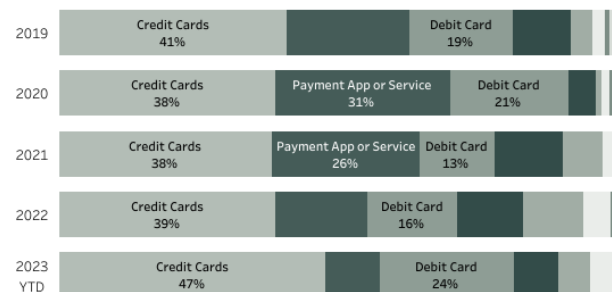 Credit Cards
2019
41%
Debit Card
19%
Credit Cards
2020
38%
Payment App or Service
31%
Debit Card
21%
Credit Cards
2021
38%
Payment App or Service
26%
Debit Card
13%
Credit Cards
2022
39%
Debit Card
16%
2023
YTD
Credit Cards
47%
Debit Card
24%